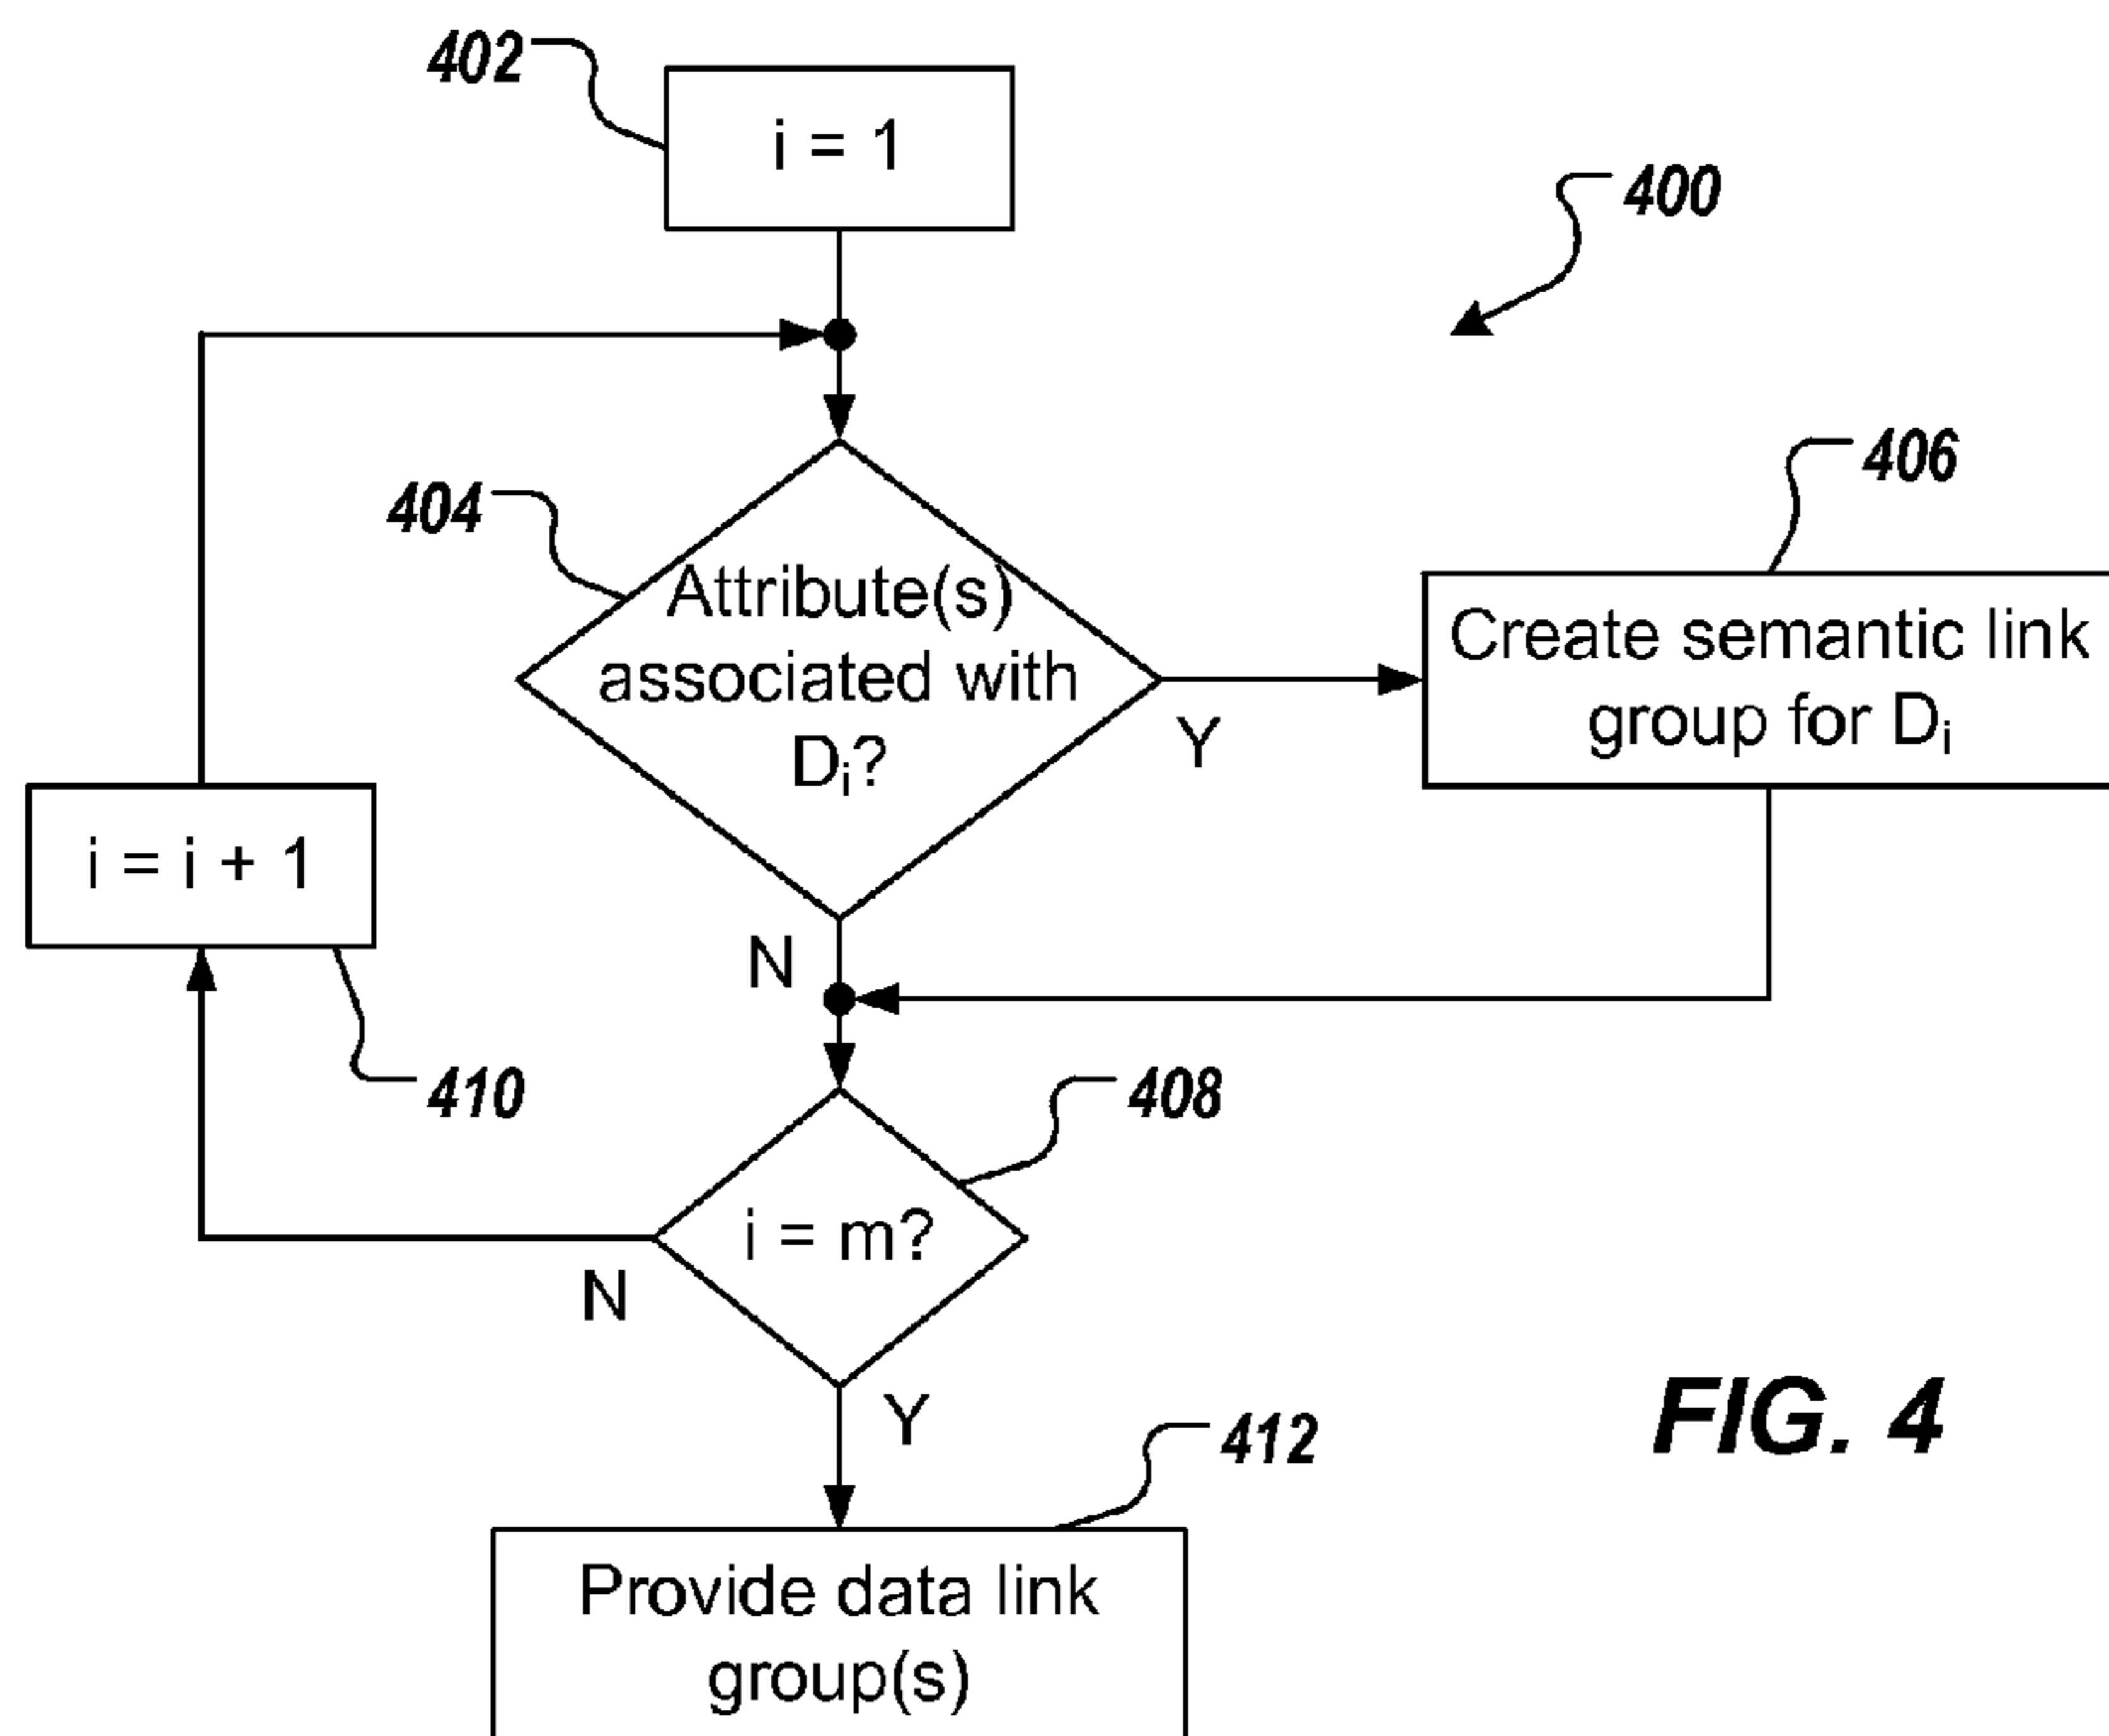 402
i = 1
400
404
Attribute(s)
associated with
Di?
Y
406
Create semantic link
group for Di
i = i + 1
N
410
408
i = m?
N
Y
412
Provide data link
group(s)
FIG. 4